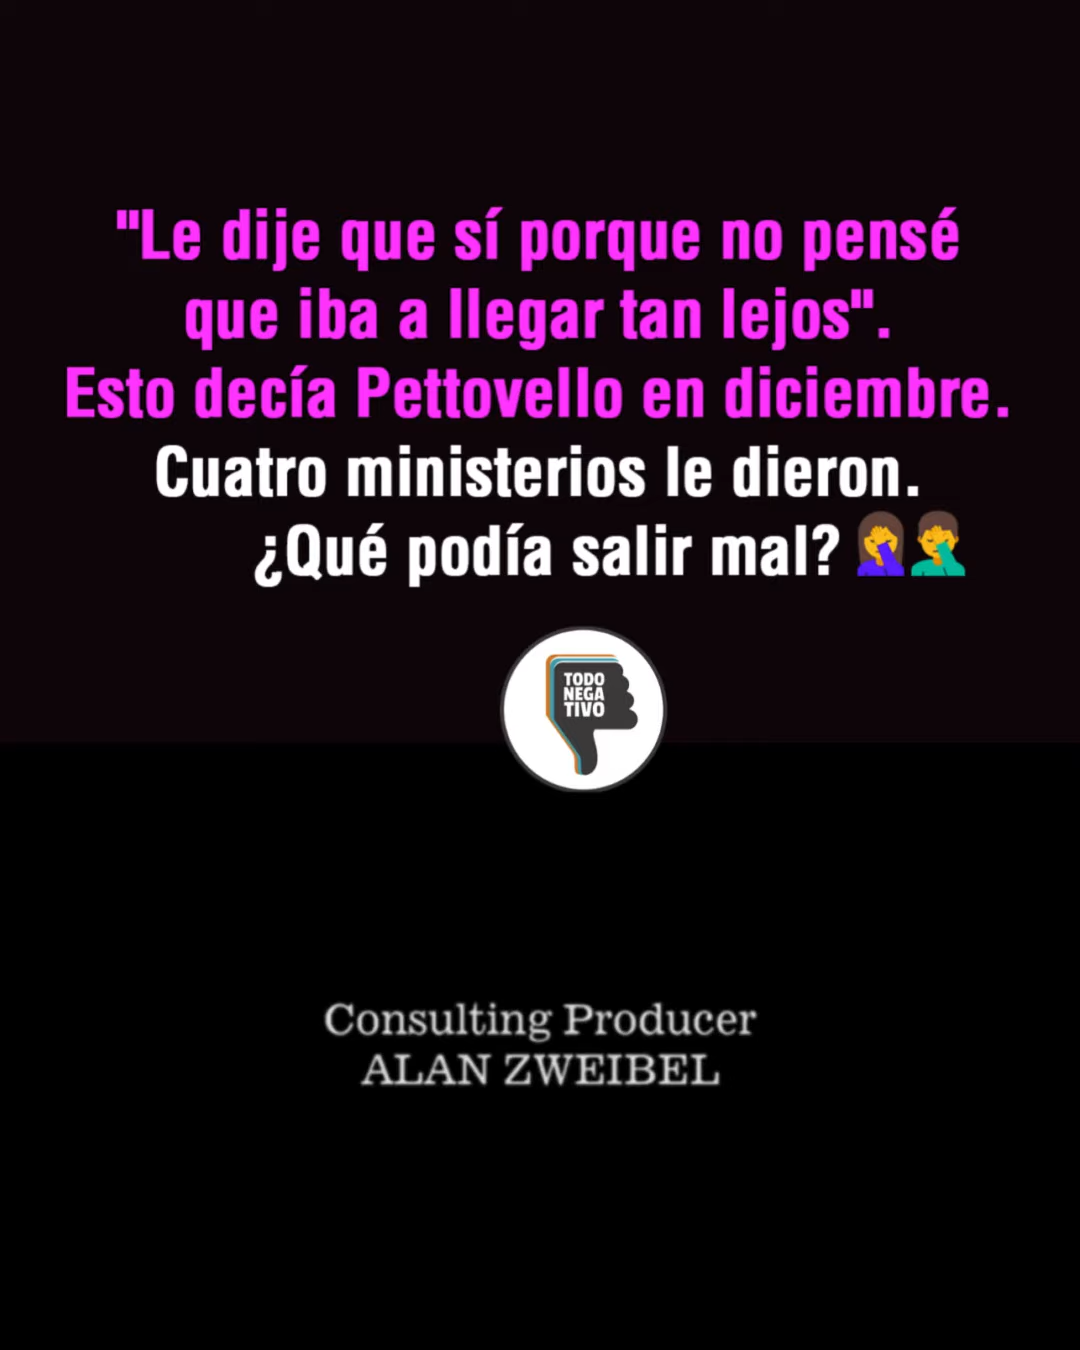 "Le dije que sí porque no pensé
que iba a llegar tan lejos".
Esto decía Pettovello en diciembre.
Cuatro ministerios le dieron.
¿Qué podía salir mal? 🤦‍♀️🤦‍♂️
TODO
NEGA
TIVO
Consulting Producer
ALAN ZWEIBEL